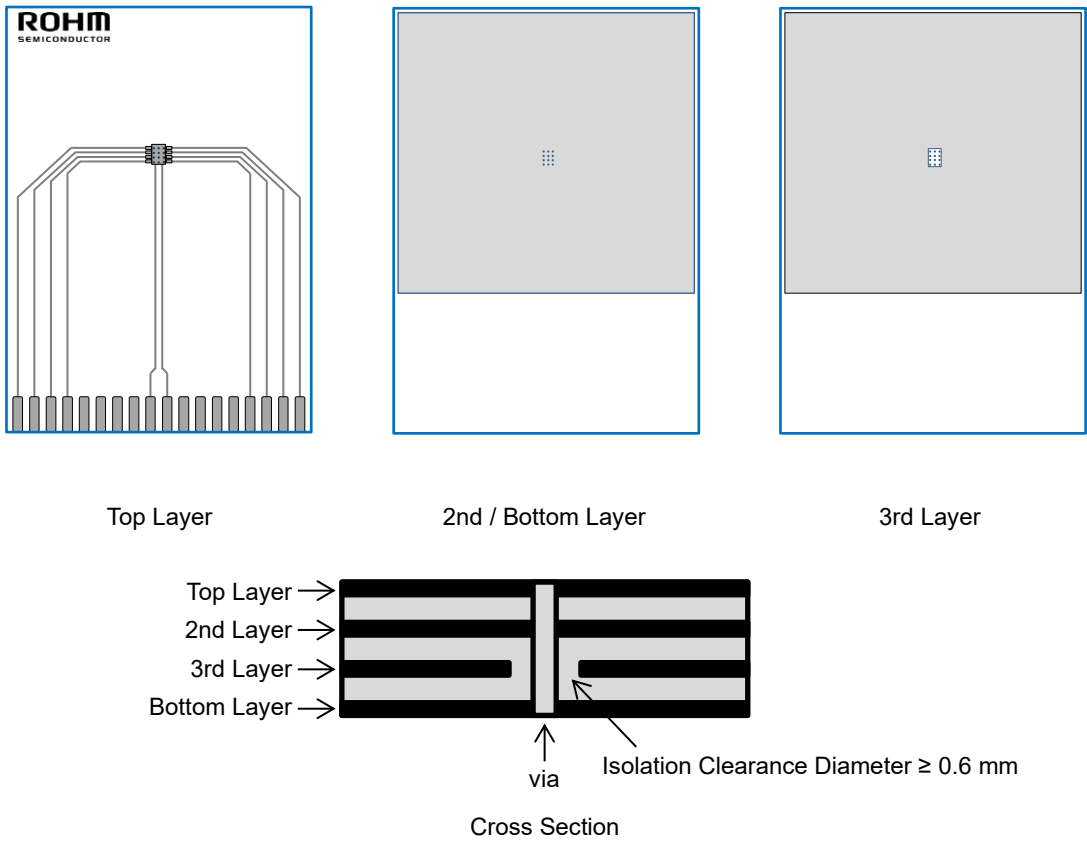 ROHM
SEMICONDUCTOR
Top Layer
2nd / Bottom Layer
3rd Layer
Top Layer
2nd Layer
3rd Layer
Bottom Layer
Isolation Clearance Diameter ≥ 0.6 mm
via
Cross Section